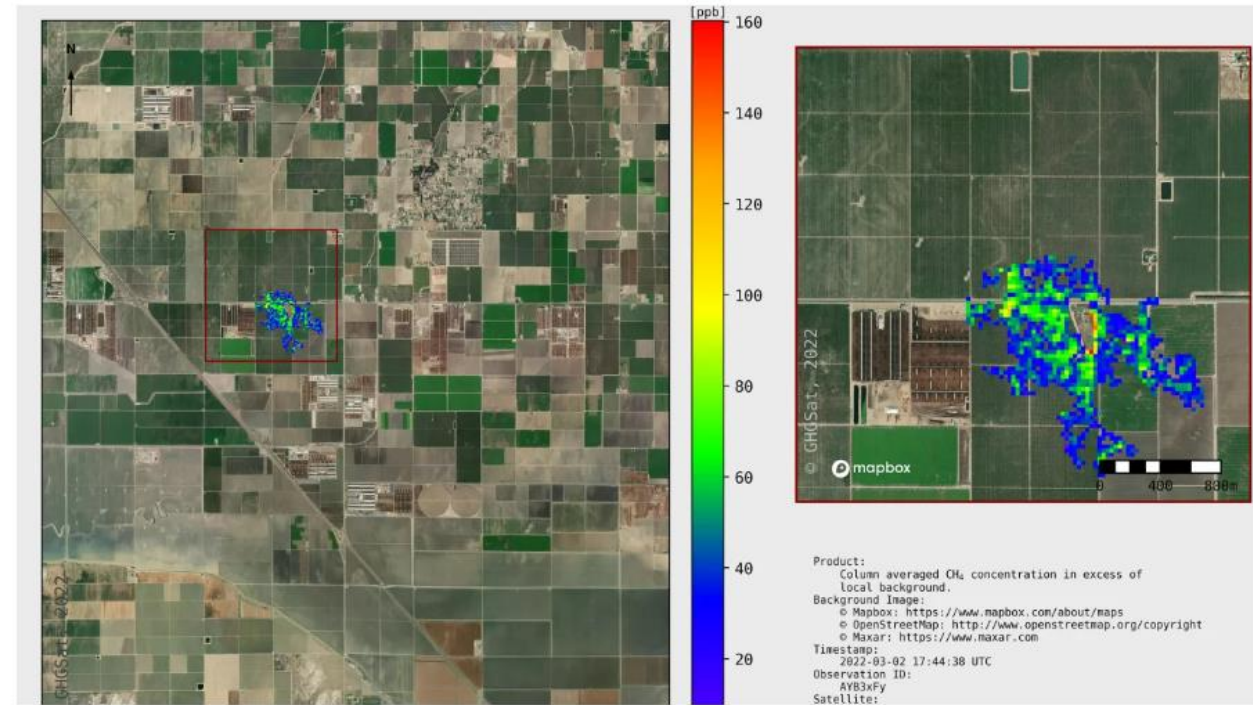 N
© GHGSat, 2022
[ppb]
160
140
120
100
80
60
40
20
© GHGSat, 2022
mapbox
0 400 800m
Product:
Column averaged CH₄ concentration in excess of
local background.
Background Image:
© Mapbox: https://www.mapbox.com/about/maps
© OpenStreetMap: http://www.openstreetmap.org/copyright
© Maxar: https://www.maxar.com
Timestamp:
2022-03-02 17:44:38 UTC
Observation ID:
AYB3xFy
Satellite: